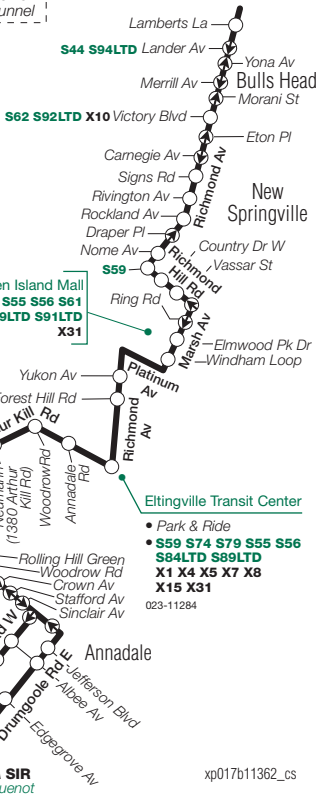 unnel
Lamberts La
S44 S94LTD Lander Av
Yona Av
Merrill Av
Bulls Head
Morani St
S62 S92LTD X10 Victory Blvd
Eton Pl
Carnegie Av
Signs Rd
Richmond Av
New
Springville
Rivington Av
Rockland Av
Draper Pl
Nome Av
Country Dr W
Richmond
Hill Rd
Vassar St
S59
en Island Mall
S55 S56 S61
9LTD S91LTD
X31
Ring Rd
Marsh Av
Elmwood Pk Dr
Windham Loop
Yukon Av
Platinum
Av
Forest Hill Rd
ur Kill Rd
Richmond
Av
(1380 Arthur
Kill Rd)
WoodrowRd
Annadale
Rd
Eltingville Transit Center
• Park & Ride
• S59 S74 S79 S55 S56
S84LTD S89LTD
X1 X4 X5 X7 X8
X15 X31
023-11284
Rolling Hill Green
Woodrow Rd
Crown Av
Stafford Av
Sinclair Av
d W
Annadale
Drumgoole Rd E
Jefferson Blvd
Albee Av
Edgegrove Av
SIR
uenot
xp017b11362_cs